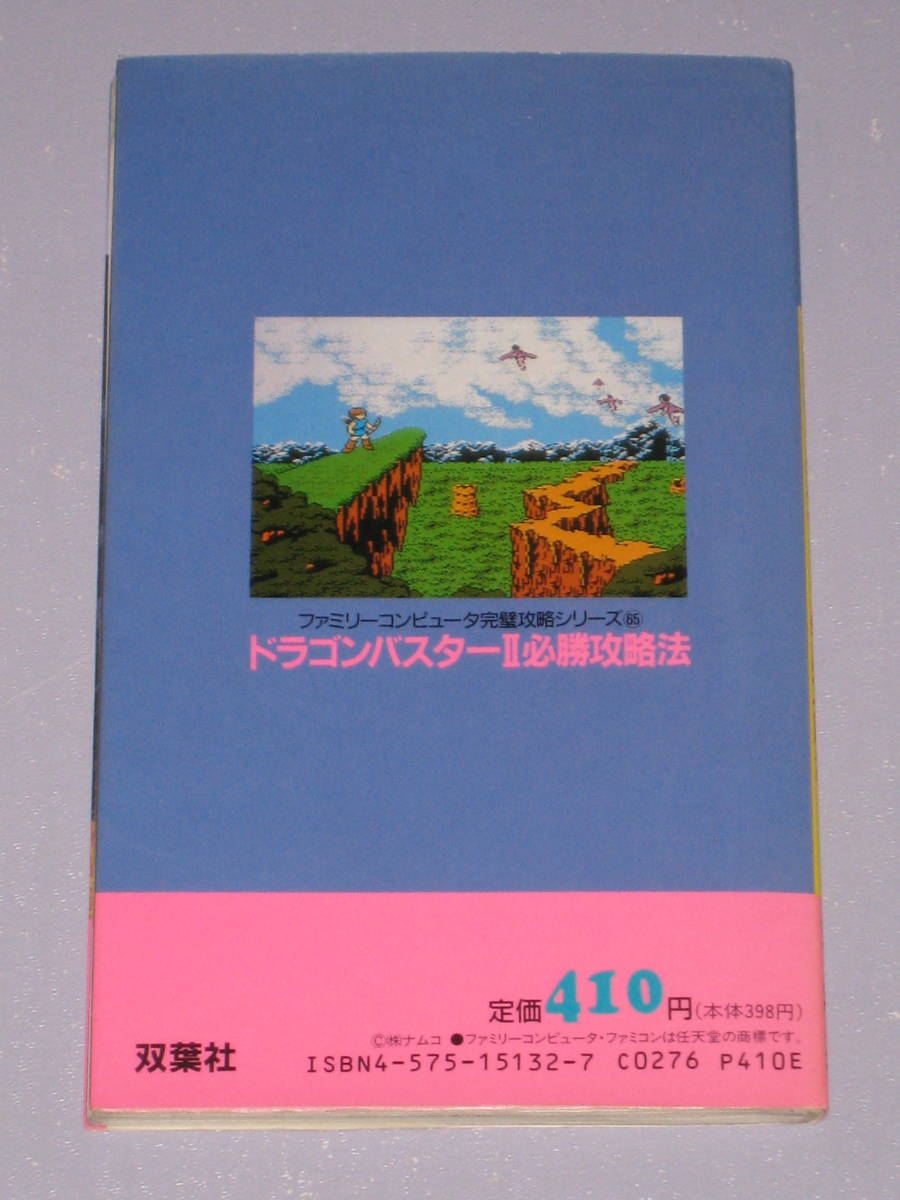 ファミリーコンピュータ完璧攻略シリーズ65
ドラゴンバスターII必勝攻略法
定価410円(本体398円)
©㈱ナムコ ●ファミリーコンピュータ・ファミコンは任天堂の商標です。
双葉社
ISBN4-575-15132-7 C0276 P410E